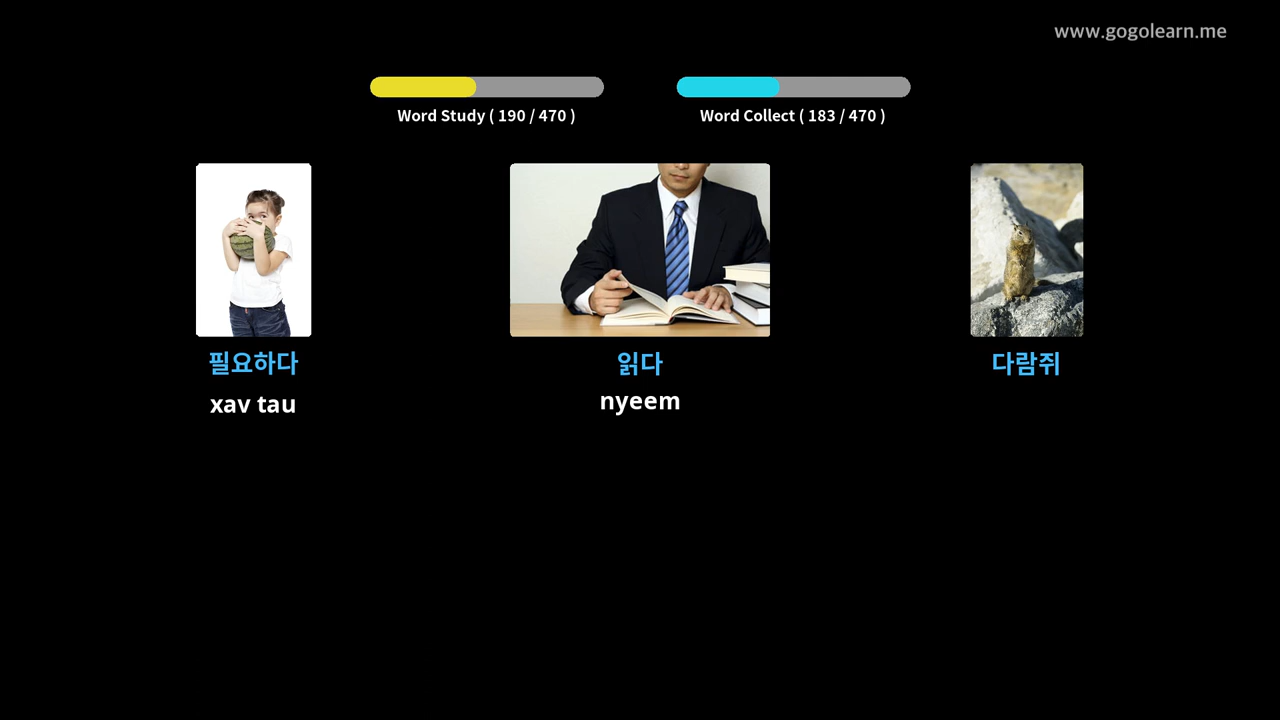 www.gogolearn.me
Word Study ( 190 / 470 )
Word Collect ( 183 / 470 )
필요하다
xav tau
읽다
nyeem
다람쥐